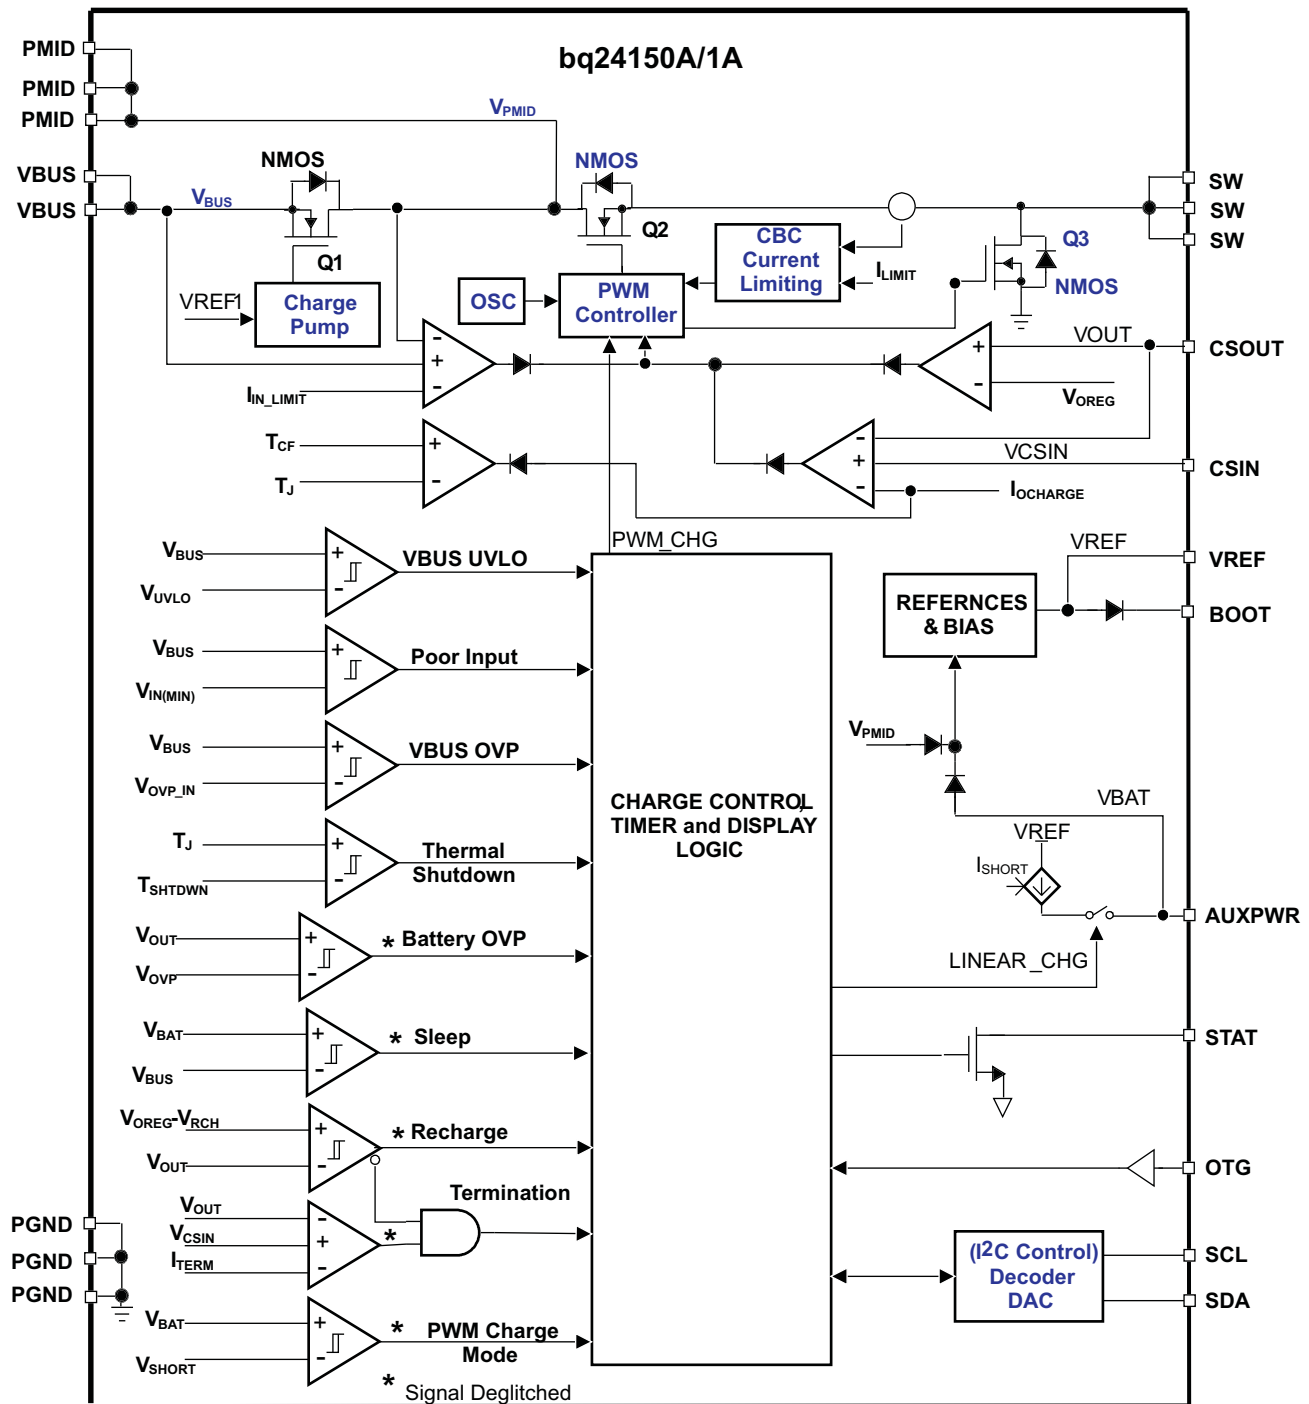 bq24150A/1A
PMID
PMID
PMID
VPMID
VBUS
VBUS
VBUS
NMOS
Q1
NMOS
Q2
CBC
Current
Limiting
ILIMIT
Q3
NMOS
SW
SW
SW
VREF1
Charge
Pump
OSC
PWM
Controller
-
+
-
IIN_LIMIT
+
-
VOUT
VOREG
CSOUT
TCF
TJ
+
-
-
+
-
VCSIN
IOCHARGE
CSIN
PWM_CHG
VBUS
VUVLO
+
-
VBUS UVLO
VREF
VREF
REFERNCES
& BIAS
BOOT
VBUS
VIN(MIN)
+
-
Poor Input
VBUS
VOVP_IN
+
-
VBUS OVP
VPMID
VBAT
CHARGE CONTROL,
TIMER and DISPLAY
LOGIC
TJ
TSHTDWN
+
-
Thermal
Shutdown
VREF
ISHORT
AUXPWR
VOUT
VOVP
+
-
* Battery OVP
LINEAR_CHG
VBAT
VBUS
+
-
* Sleep
STAT
VOREG-VRCH
VOUT
+
-
* Recharge
OTG
Termination
VOUT
VCSIN
ITERM
-
+
-
*
PGND
PGND
PGND
(I2C Control)
Decoder
DAC
SCL
SDA
VBAT
VSHORT
+
-
* PWM Charge
Mode
* Signal Deglitched